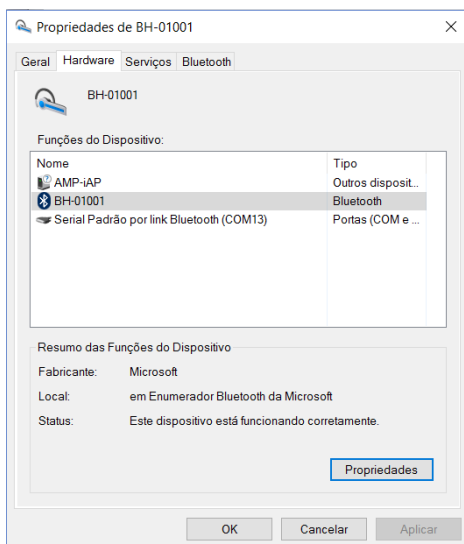 Propriedades de BH-01001
Geral Hardware Serviços Bluetooth
BH-01001
Funções do Dispositivo:
Nome Tipo
AMP-iAP Outros disposit...
BH-01001 Bluetooth
Serial Padrão por link Bluetooth (COM13) Portas (COM e ...
Resumo das Funções do Dispositivo
Fabricante: Microsoft
Local: em Enumerador Bluetooth da Microsoft
Status: Este dispositivo está funcionando corretamente.
Propriedades
OK Cancelar Aplicar